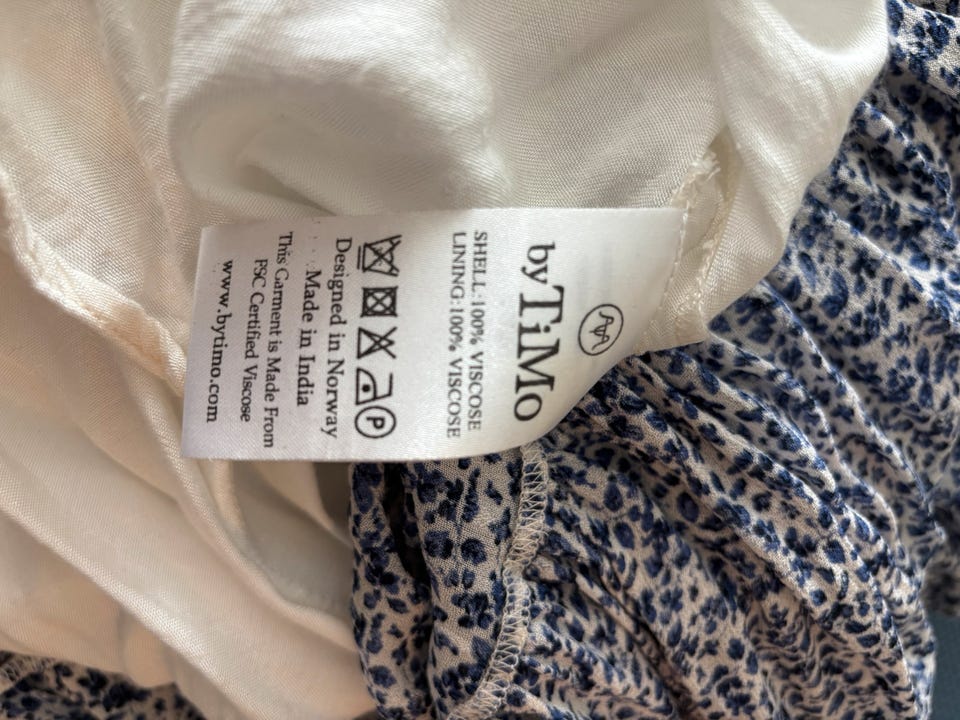 byTiMo
SHELL:100% VISCOSE
LINING:100% VISCOSE
P
Designed in Norway
Made in India
This Garment is Made From
FSC Certified Viscose
www.bytimo.com